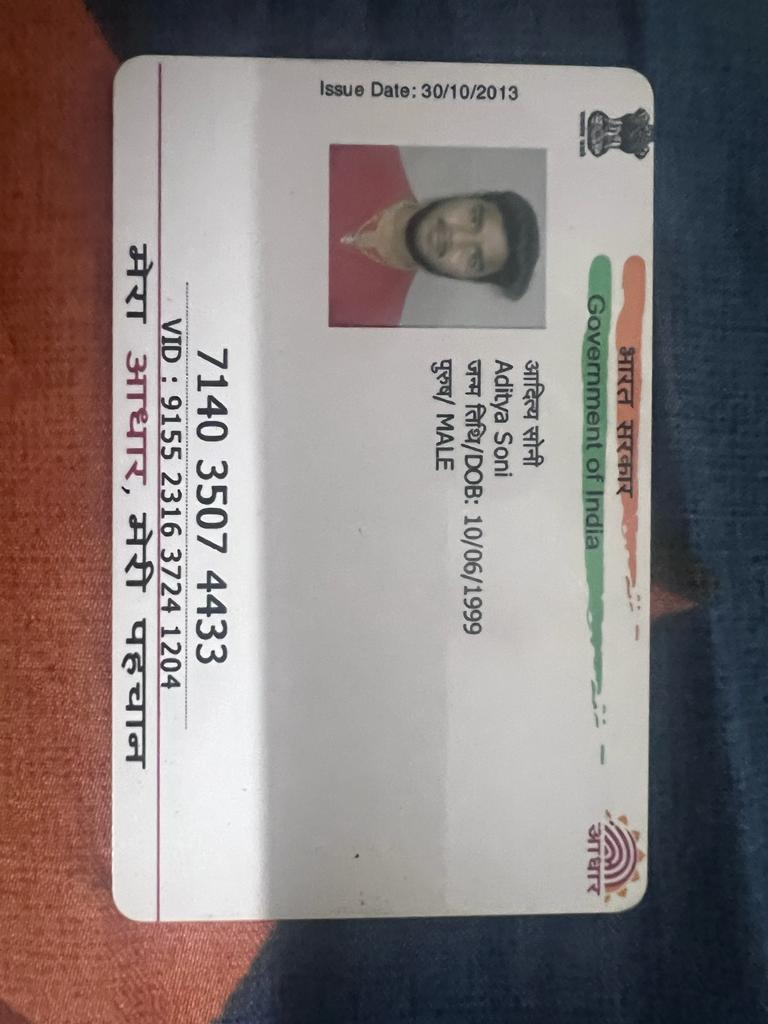 Issue Date: 30/10/2013
भारत सरकार
Government of India
आदित्य सोनी
Aditya Soni
जन्म तिथि/DOB: 10/06/1999
पुरुष/ MALE
आधार
7140 3507 4433
VID : 9155 2316 3724 1204
मेरा आधार, मेरी पहचान